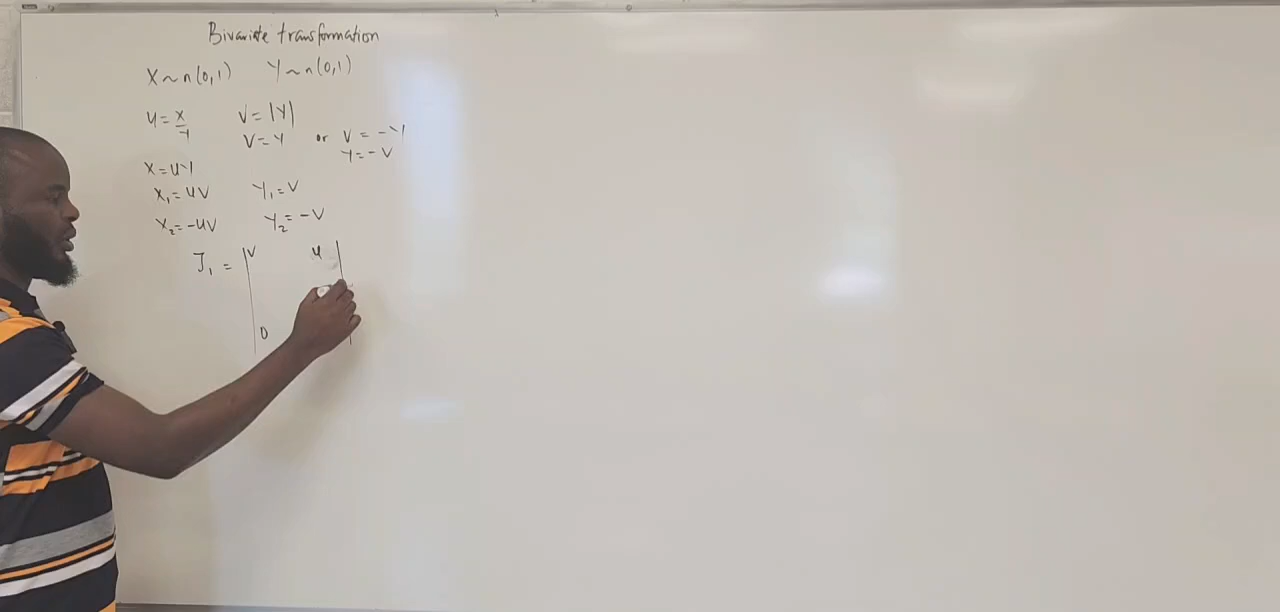 Bivariate transformation
X ~ n(0,1) Y ~ n(0,1)
u = X/Y V = |Y|
V = Y or V = -Y
Y = -V
X = UY
X₁ = UV Y₁ = V
X₂ = -UV Y₂ = -V
J₁ = | V u |
0